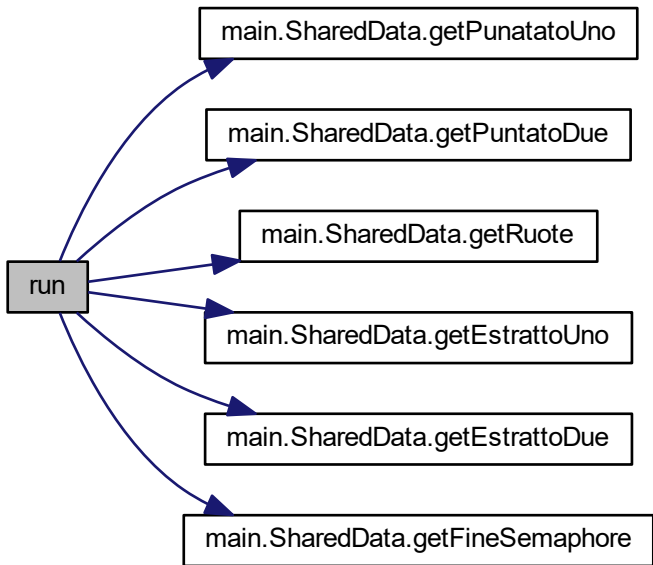 main.SharedData.getPunatatoUno
main.SharedData.getPuntatoDue
main.SharedData.getRuote
run
main.SharedData.getEstrattoUno
main.SharedData.getEstrattoDue
main.SharedData.getFineSemaphore